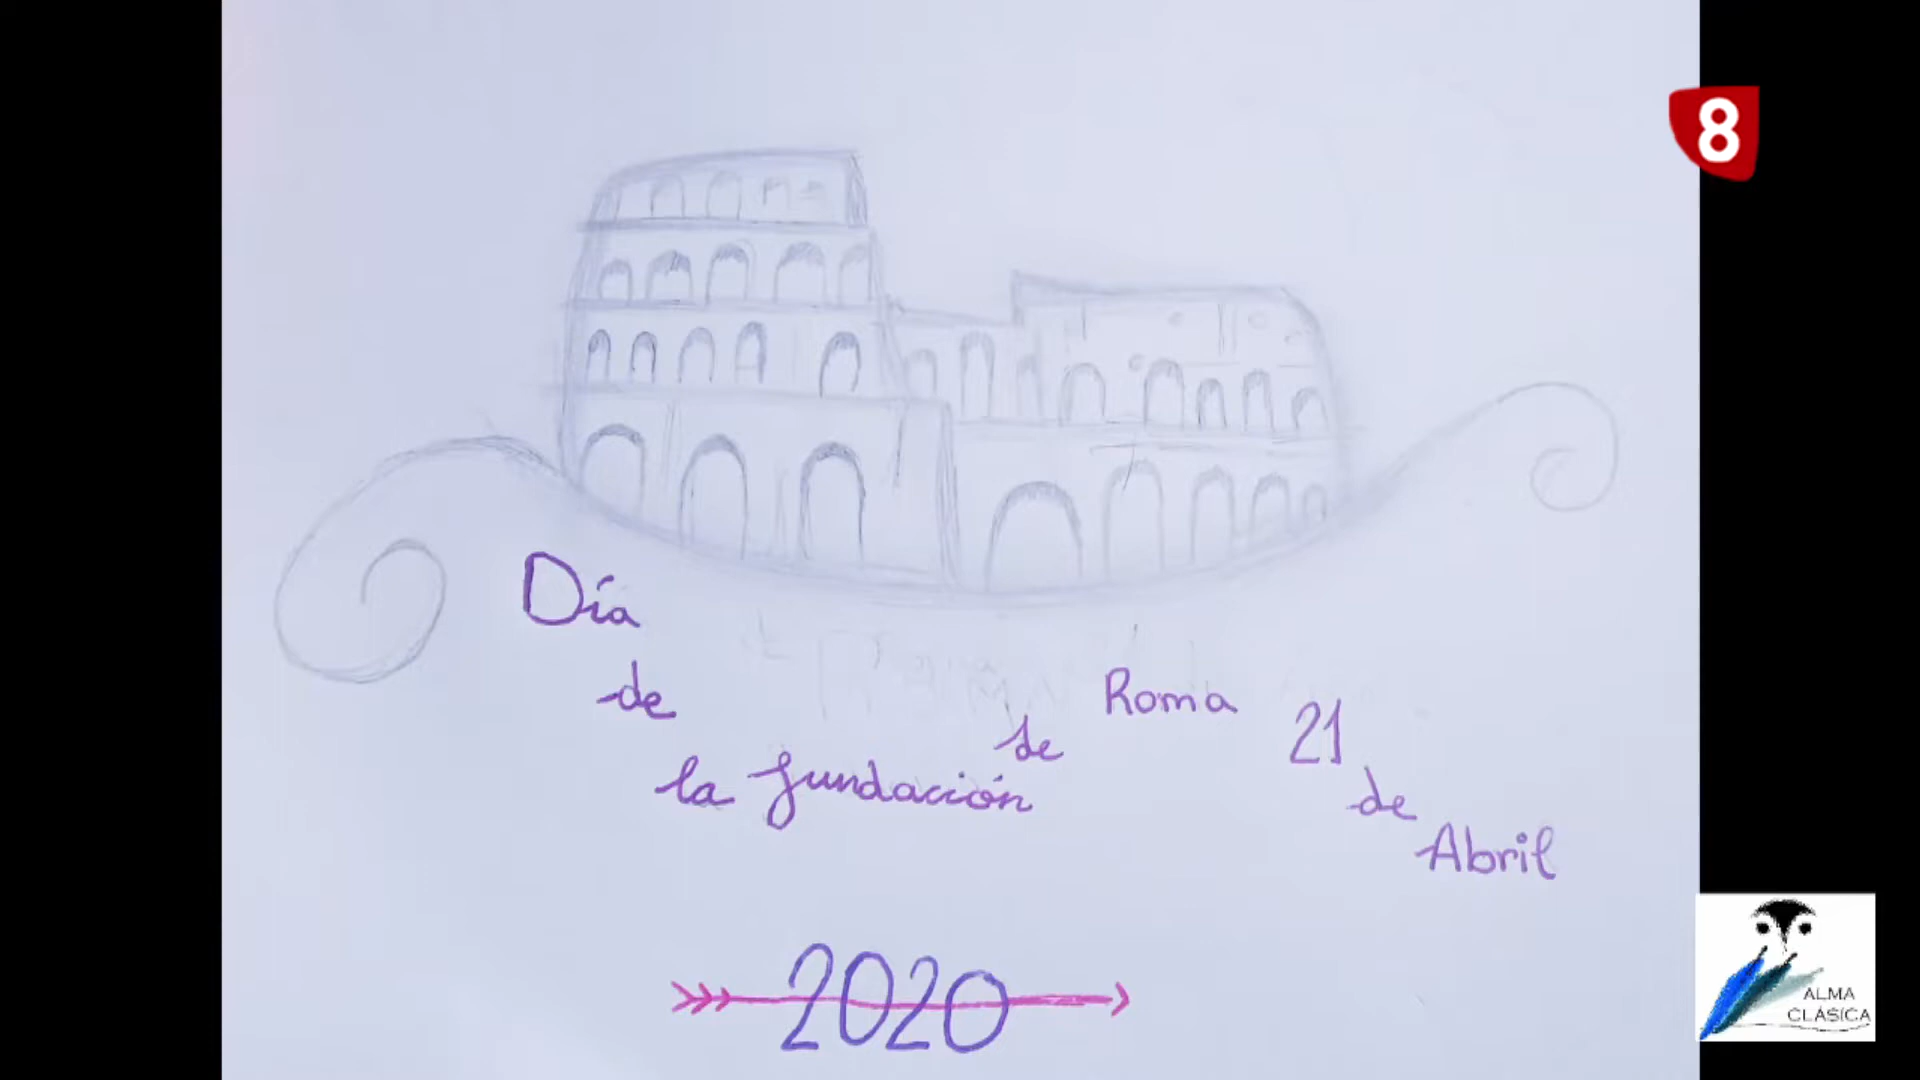 8
Día
de
la fundación
de
Roma
21
de
Abril
2020
ALMA
CLÁSICA